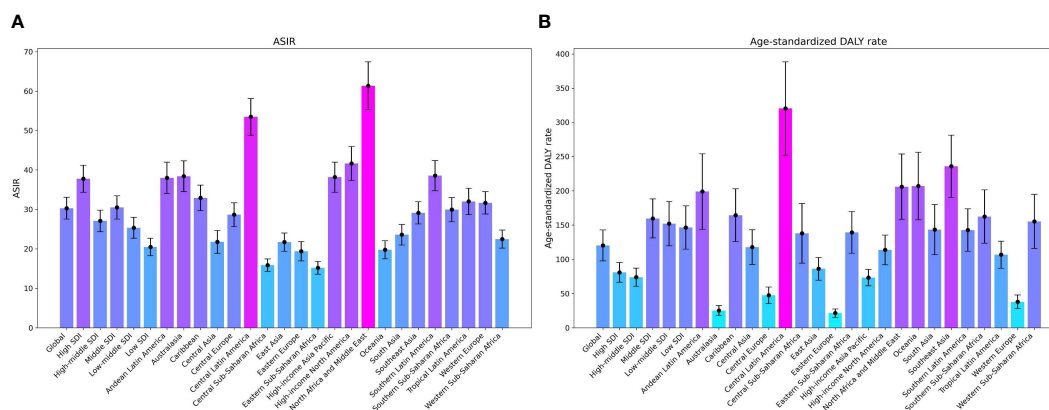 A
ASIR
ASIR
70
60
50
40
30
20
10
0
Global
High SDI
High-middle SDI
Middle SDI
Low-middle SDI
Low SDI
Andean Latin America
Australasia
Caribbean
Central Asia
Central Europe
Central Latin America
Central Sub-Saharan Africa
East Asia
Eastern Europe
Eastern Sub-Saharan Africa
High-income Asia Pacific
High-income North America
North Africa and Middle East
Oceania
South Asia
Southeast Asia
Southern Latin America
Southern Sub-Saharan Africa
Tropical Latin America
Western Europe
Western Sub-Saharan Africa
B
Age-standardized DALY rate
Age-standardized DALY rate
400
350
300
250
200
150
100
50
0
Global
High SDI
High-middle SDI
Middle SDI
Low-middle SDI
Low SDI
Andean Latin America
Australasia
Caribbean
Central Asia
Central Europe
Central Latin America
Central Sub-Saharan Africa
East Asia
Eastern Europe
Eastern Sub-Saharan Africa
High-income Asia Pacific
High-income North America
North Africa and Middle East
Oceania
South Asia
Southeast Asia
Southern Latin America
Southern Sub-Saharan Africa
Tropical Latin America
Western Europe
Western Sub-Saharan Africa